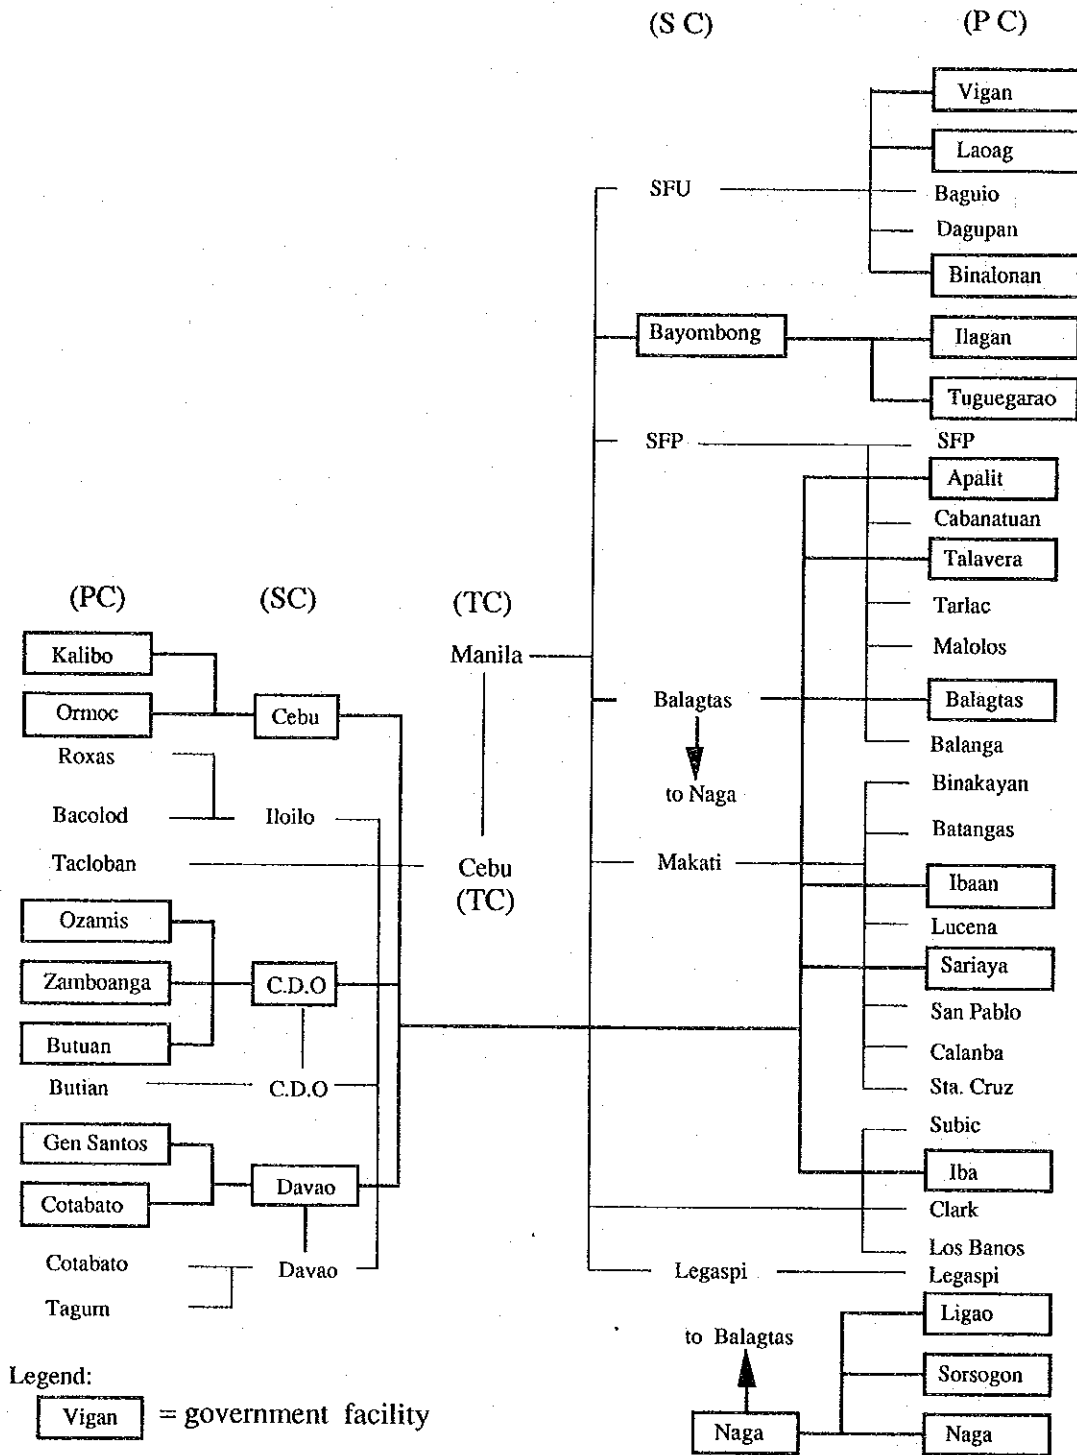 (S C)
(P C)
Vigan
Laoag
SFU
Baguio
Dagupan
Binalonan
Bayombong
Ilagan
Tuguegarao
SFP
SFP
Apalit
Cabanatuan
Talavera
(PC)
(SC)
(TC)
Tarlac
Kalibo
Manila
Malolos
Ormoc
Cebu
Balagtas
Balagtas
Roxas
Balanga
to Naga
Binakayan
Bacolod
Iloilo
Batangas
Tacloban
Cebu
(TC)
Makati
Ibaan
Ozamis
Lucena
Zamboanga
C.D.O
Sariaya
San Pablo
Butuan
Calanba
Butian
C.D.O
Sta. Cruz
Subic
Gen Santos
Davao
Iba
Cotabato
Clark
Los Banos
Cotabato
Davao
Legaspi
Legaspi
Tagum
Ligao
to Balagtas
Sorsogon
Legend:
Vigan = government facility
Naga
Naga